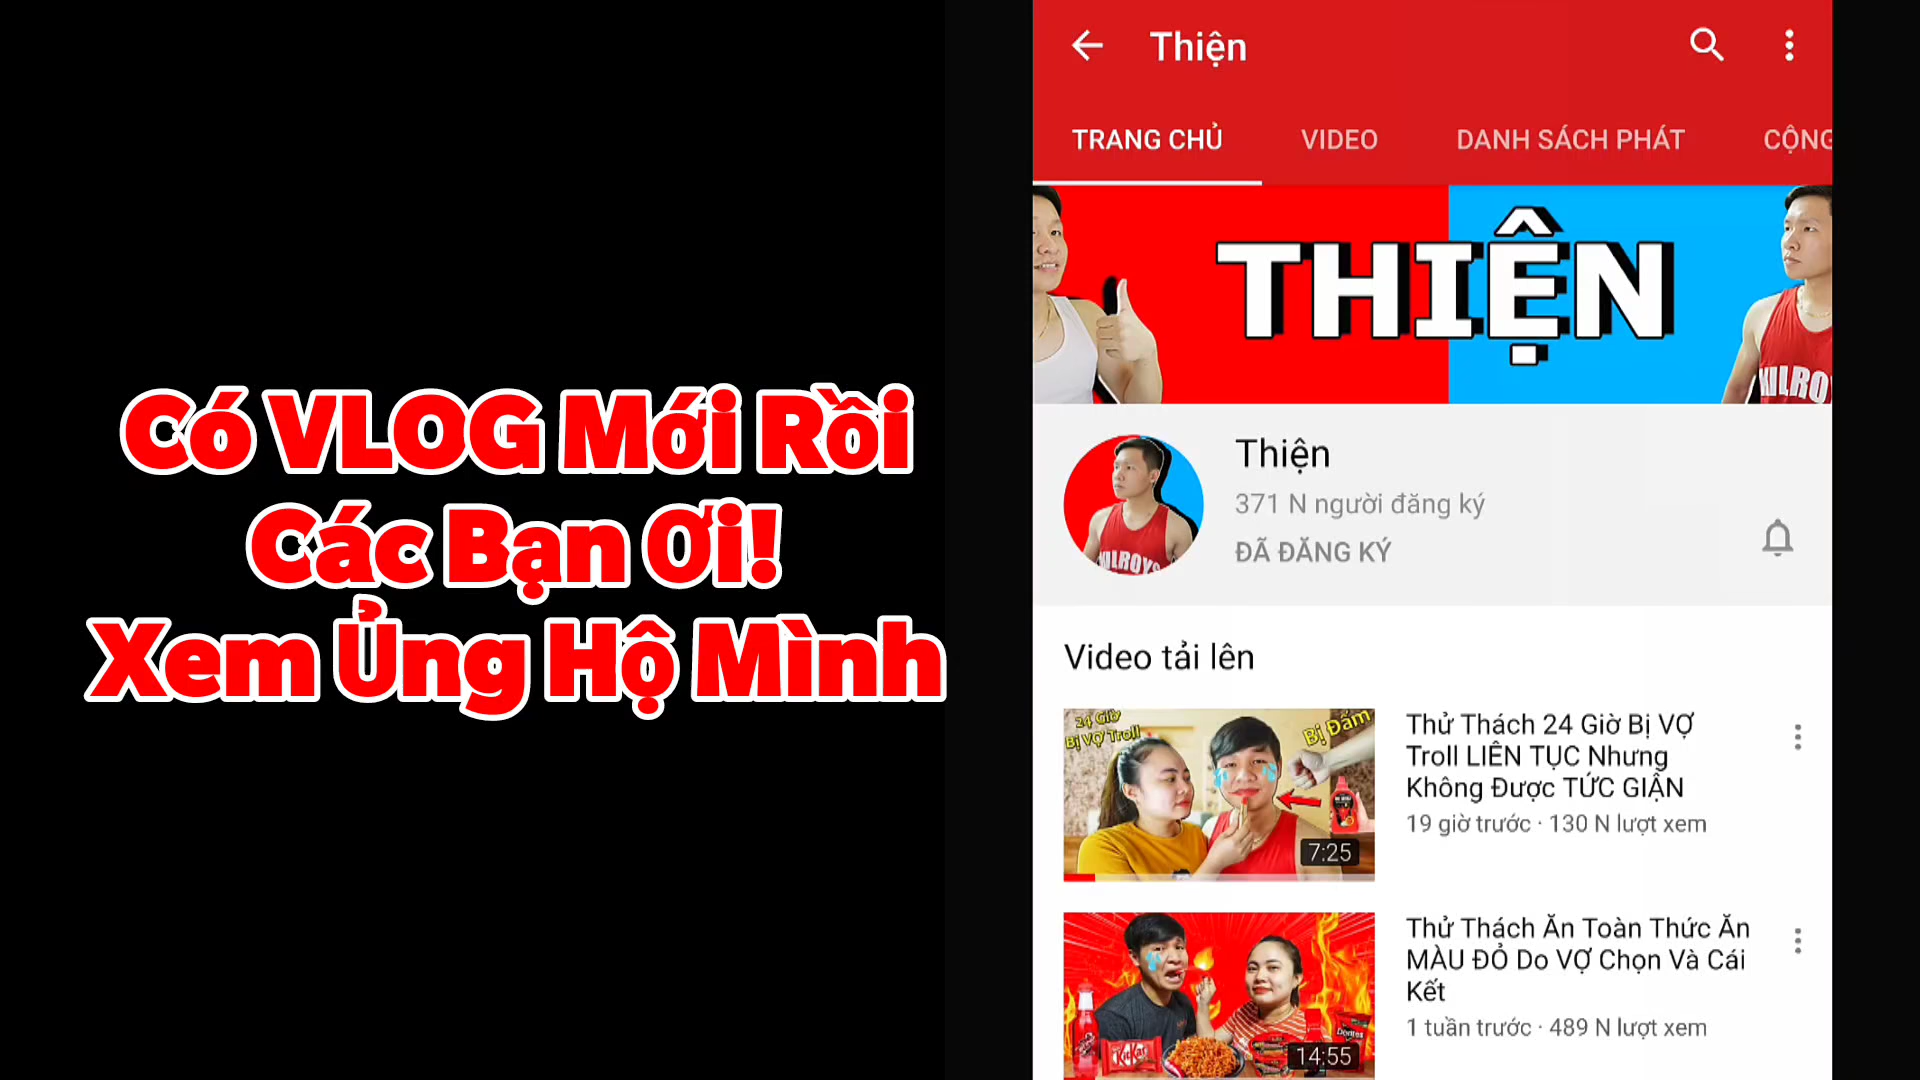 Có VLOG Mới Rồi
Các Bạn Ơi!
Xem Ủng Hộ Mình
Thiện
TRANG CHỦ VIDEO DANH SÁCH PHÁT CỘNG
THIỆN
KILROY
Thiện
371 N người đăng ký
ĐÃ ĐĂNG KÝ
KILROYS
Video tải lên
24 Giờ
Bị VỢ Troll
Bị Đấm
7:25
Thử Thách 24 Giờ Bị VỢ
Troll LIÊN TỤC Nhưng
Không Được TỨC GIẬN
19 giờ trước · 130 N lượt xem
KitKat
Doritos
14:55
Thử Thách Ăn Toàn Thức Ăn
MÀU ĐỎ Do VỢ Chọn Và Cái
Kết
1 tuần trước · 489 N lượt xem